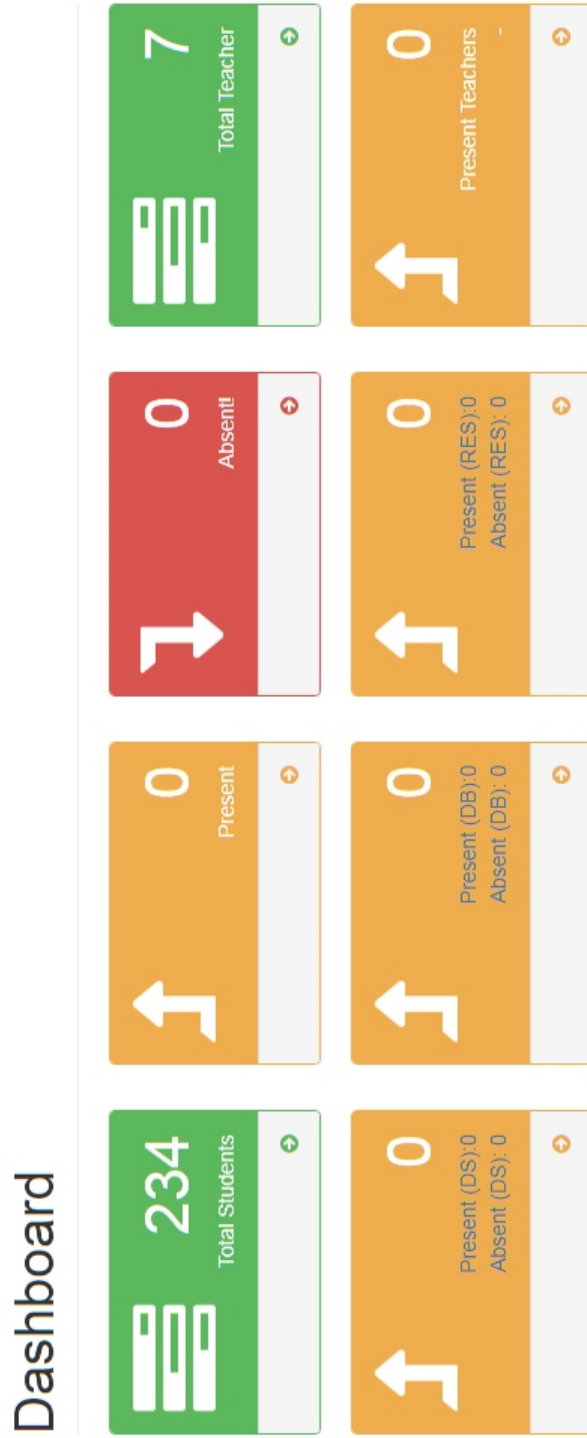 Dashboard
234
Total Students
0
Present
0
Absent!
7
Total Teacher
0
Present (DS):0
Absent (DS): 0
0
Present (DB):0
Absent (DB): 0
0
Present (RES):0
Absent (RES): 0
0
Present Teachers
-